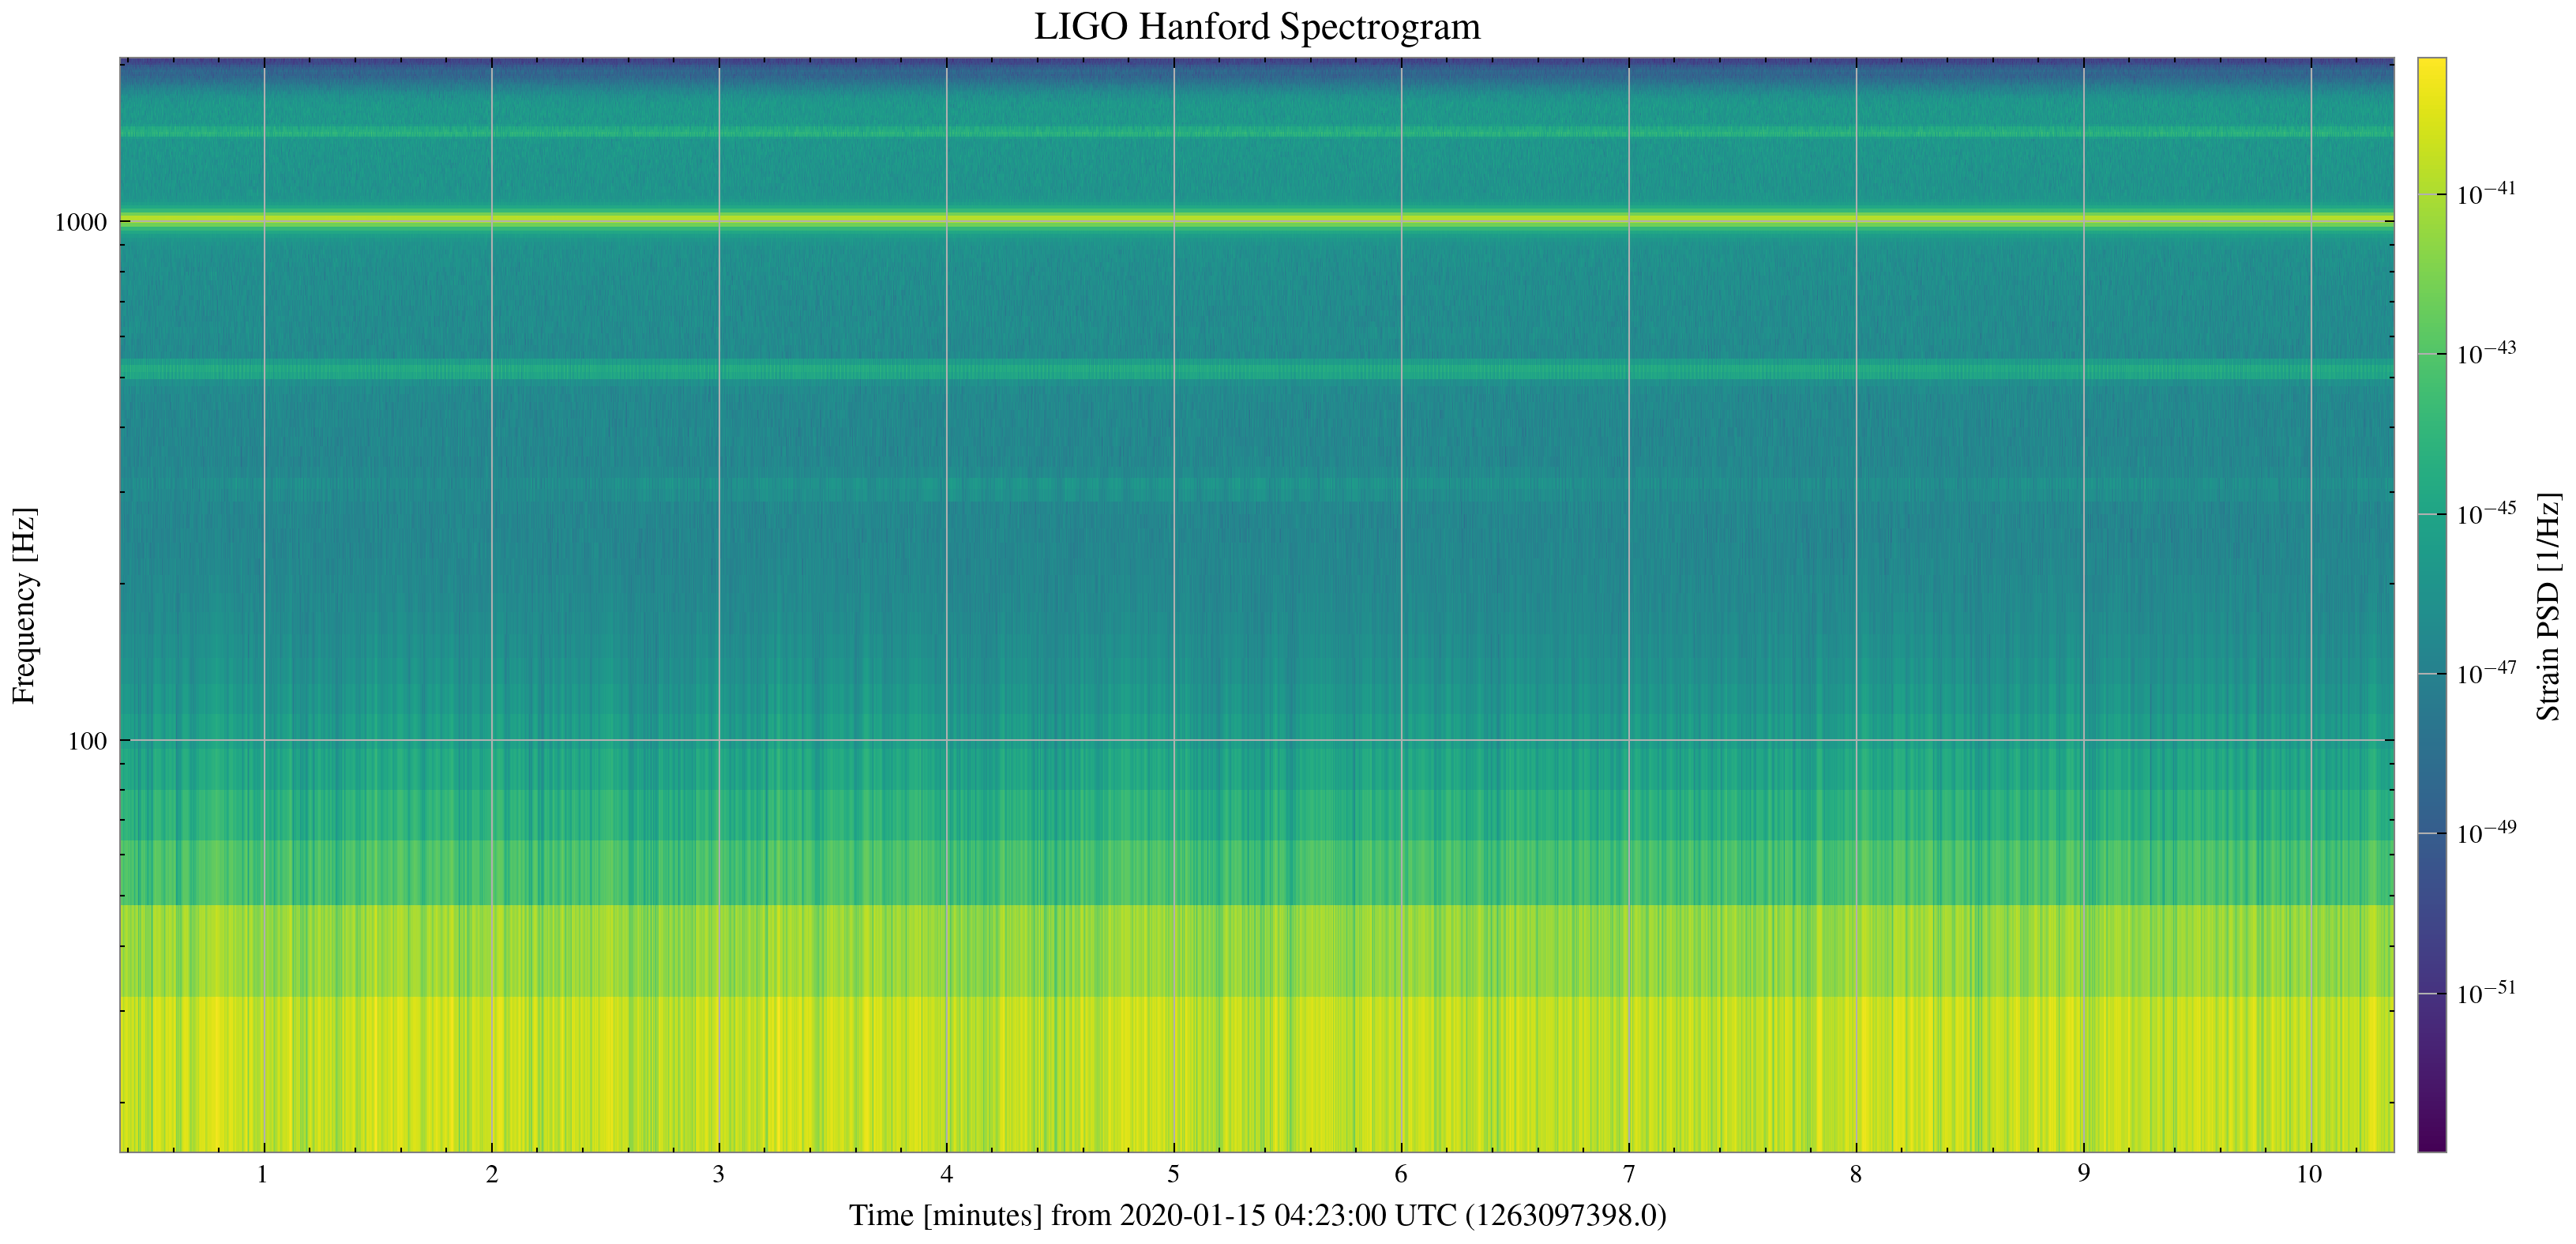 LIGO Hanford Spectrogram
Frequency [Hz]
1000
100
1 2 3 4 5 6 7 8 9 10
Time [minutes] from 2020-01-15 04:23:00 UTC (1263097398.0)
10⁻⁴¹
10⁻⁴³
10⁻⁴⁵
10⁻⁴⁷
10⁻⁴⁹
10⁻⁵¹
Strain PSD [1/Hz]